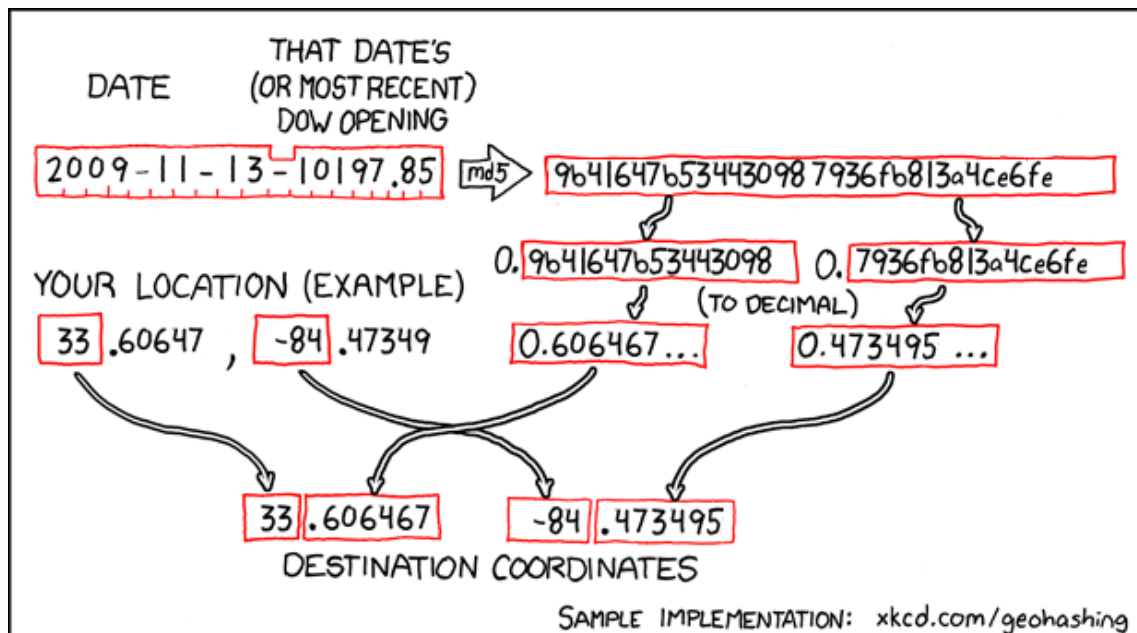 DATE
THAT DATE'S
(OR MOST RECENT)
DOW OPENING
2009-11-13-10197.85
md5
9b41647b53443098 7936fb813a4ce6fe
0.9b41647b53443098
0.7936fb813a4ce6fe
(TO DECIMAL)
YOUR LOCATION (EXAMPLE)
33.60647, -84.47349
0.606467...
0.473495 ...
33.606467
-84.473495
DESTINATION COORDINATES
SAMPLE IMPLEMENTATION: xkcd.com/geohashing